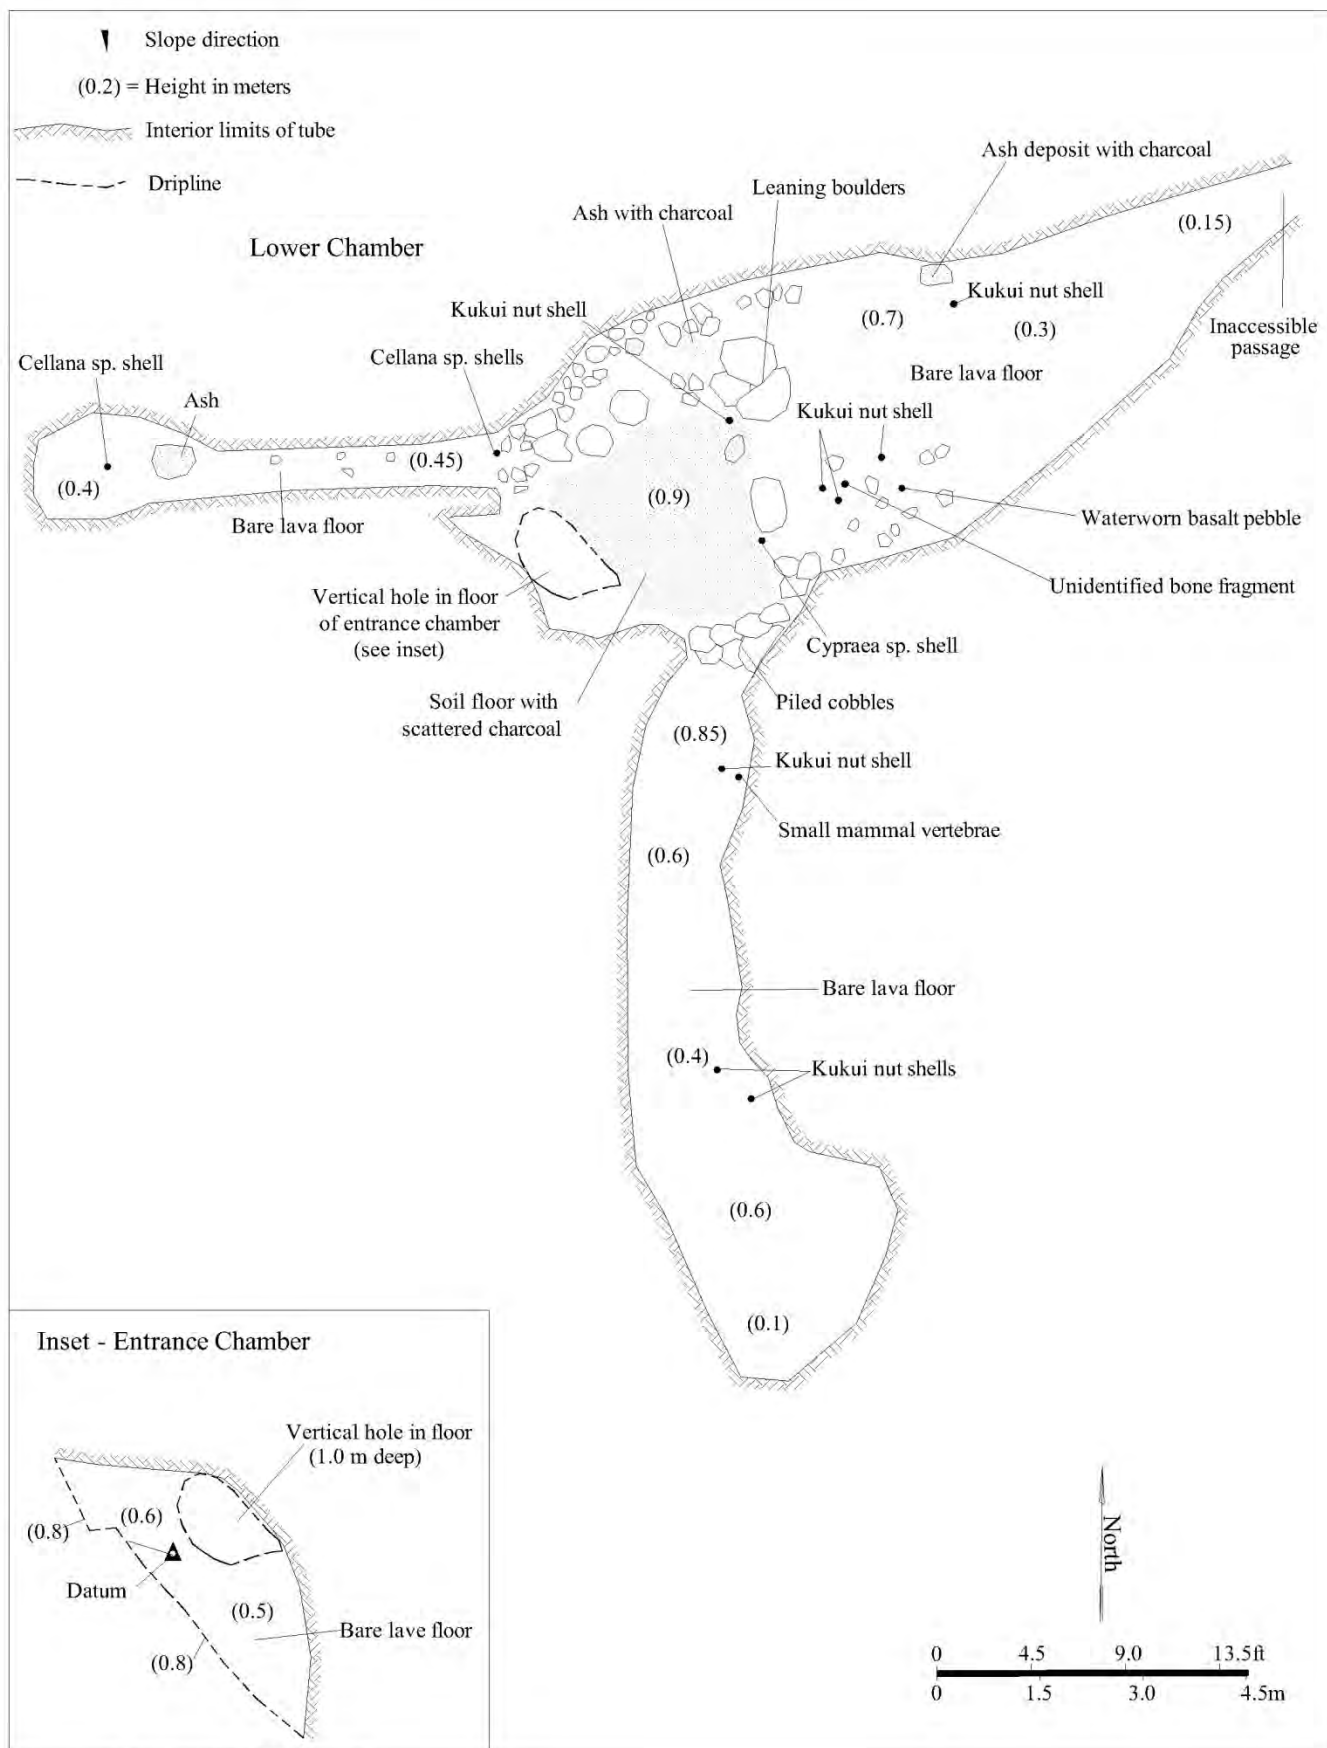 Slope direction
(0.2) = Height in meters
Interior limits of tube
Dripline
Lower Chamber
Ash deposit with charcoal
Leaning boulders
Ash with charcoal
(0.15)
Kukui nut shell
Kukui nut shell
(0.7)
(0.3)
Inaccessible
passage
Cellana sp. shells
Cellana sp. shell
Bare lava floor
Ash
Kukui nut shell
(0.45)
(0.4)
(0.9)
Bare lava floor
Waterworn basalt pebble
Unidentified bone fragment
Vertical hole in floor
of entrance chamber
(see inset)
Cypraea sp. shell
Soil floor with
scattered charcoal
Piled cobbles
(0.85)
Kukui nut shell
Small mammal vertebrae
(0.6)
Bare lava floor
(0.4)
Kukui nut shells
(0.6)
(0.1)
Inset - Entrance Chamber
Vertical hole in floor
(1.0 m deep)
(0.6)
(0.8)
Datum
(0.5)
Bare lave floor
(0.8)
North
0 4.5 9.0 13.5ft
0 1.5 3.0 4.5m